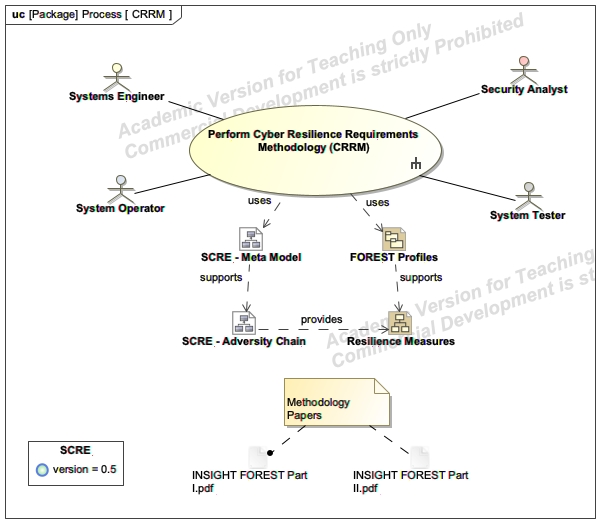 uc [Package] Process [ CRRM ]
Academic Version for Teaching Only
Commercial Development is strictly Prohibited
Systems Engineer
Security Analyst
Perform Cyber Resilience Requirements
Methodology (CRRM)
System Operator
System Tester
uses
uses
SCRE - Meta Model
FOREST Profiles
supports
supports
Academic Version for Teaching
Commercial Development is st
provides
SCRE - Adversity Chain
Resilience Measures
Methodology
Papers
SCRE
version = 0.5
INSIGHT FOREST Part
I.pdf
INSIGHT FOREST Part
II.pdf